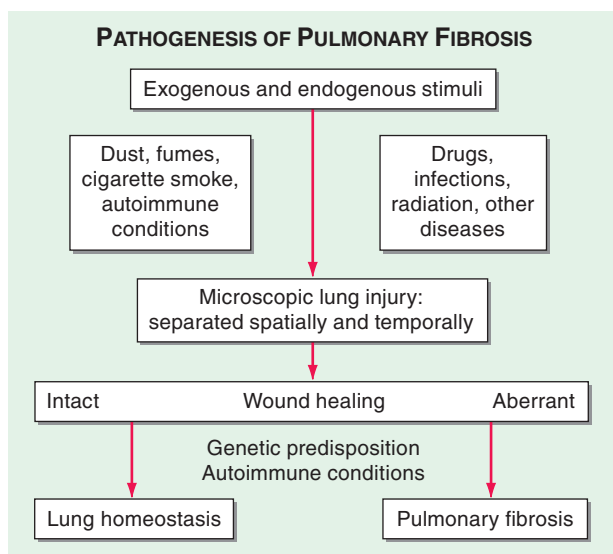 PATHOGENESIS OF PULMONARY FIBROSIS
Exogenous and endogenous stimuli
Dust, fumes,
cigarette smoke,
autoimmune
conditions
Drugs,
infections,
radiation, other
diseases
Microscopic lung injury:
separated spatially and temporally
Intact Wound healing Aberrant
Genetic predisposition
Autoimmune conditions
Lung homeostasis
Pulmonary fibrosis